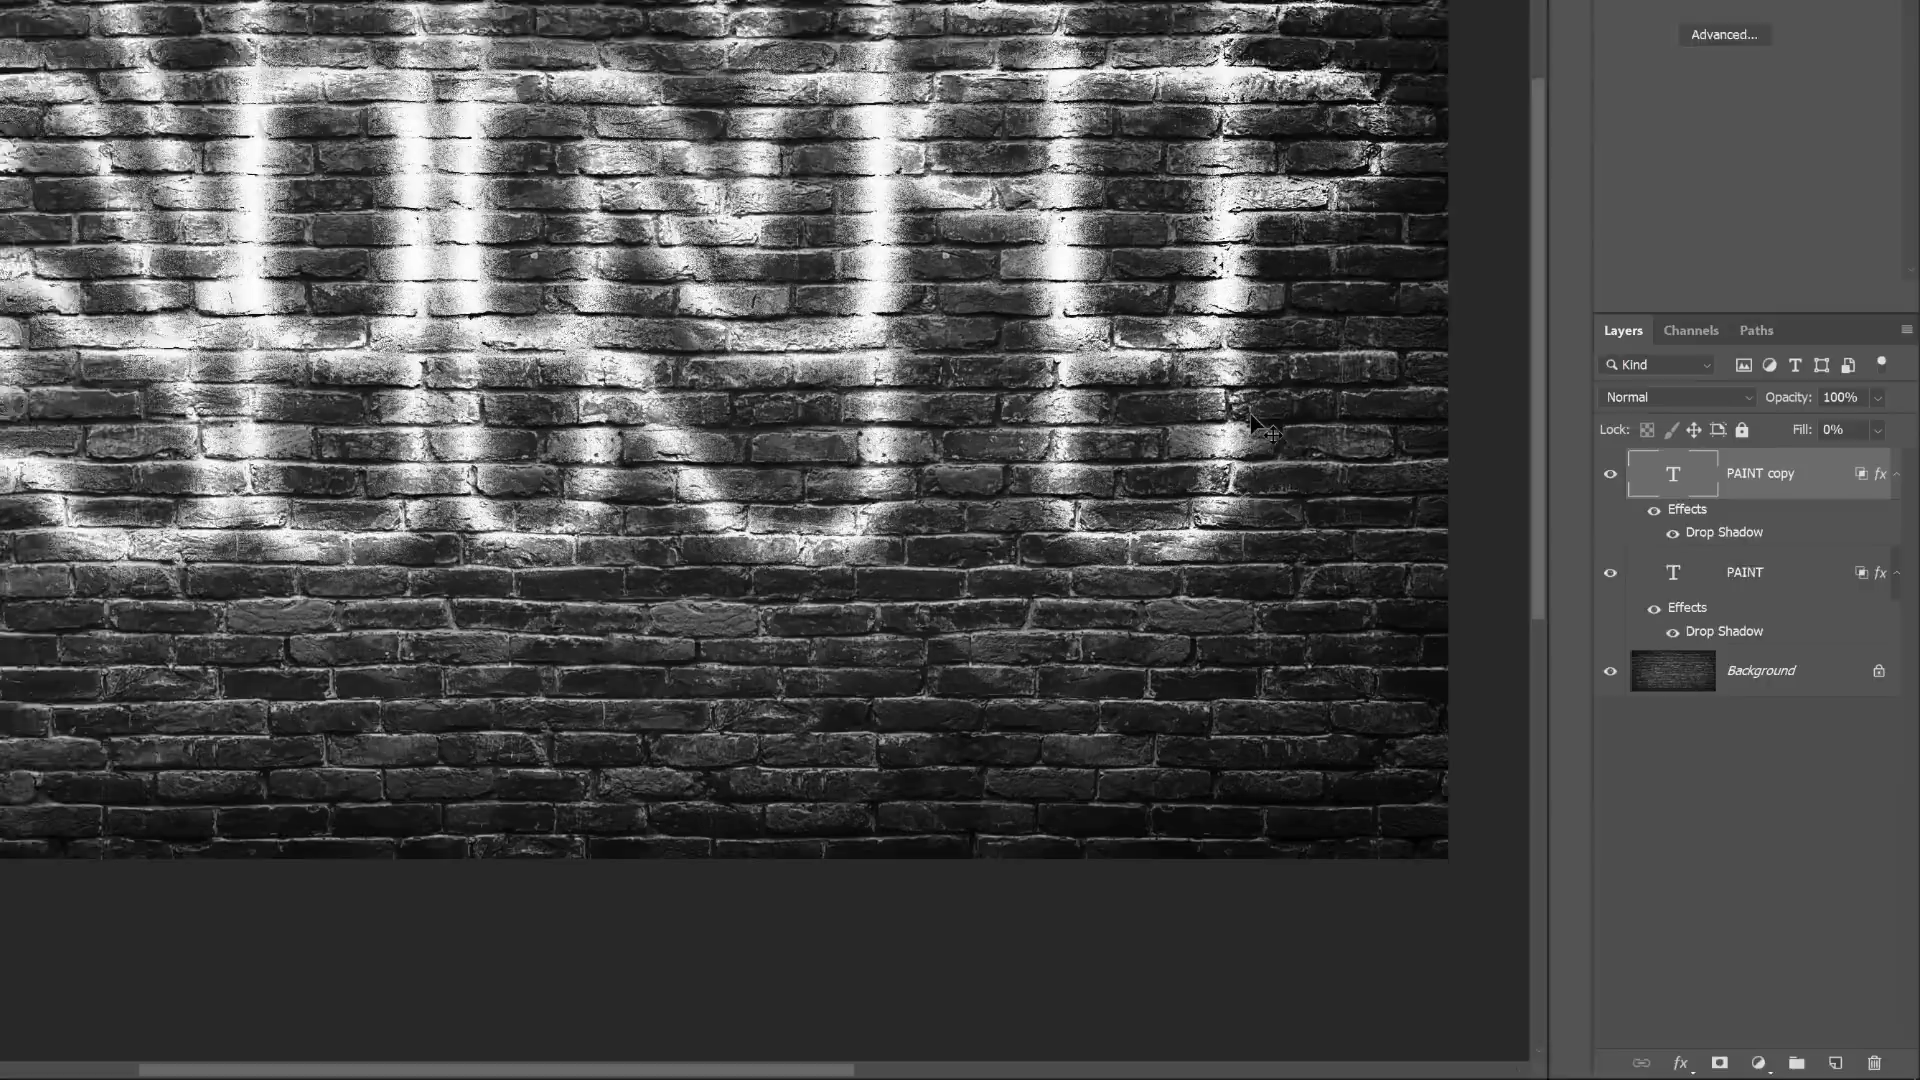 Advanced...
Layers Channels Paths
Kind
Normal Opacity: 100%
Lock: Fill: 0%
T PAINT copy fx
Effects
Drop Shadow
T PAINT fx
Effects
Drop Shadow
Background
fx